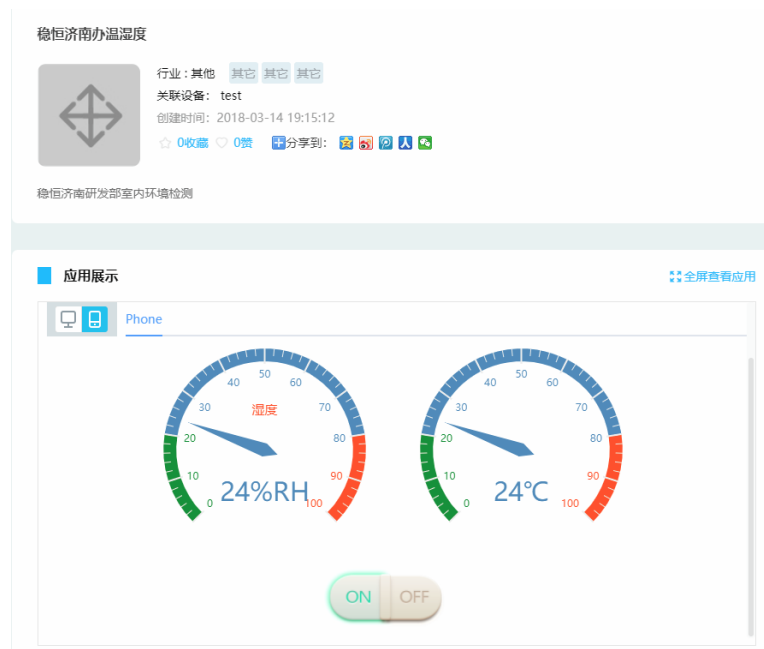 稳恒济南办温湿度
行业 : 其他 其它 其它 其它
关联设备: test
创建时间: 2018-03-14 19:15:12
0收藏 0赞 分享到:
稳恒济南研发部室内环境检测
应用展示 全屏查看应用
Phone
0 10 20 30 40 50 60 70 80 90 100
湿度
24%RH
0 10 20 30 40 50 60 70 80 90 100
24℃
ON OFF